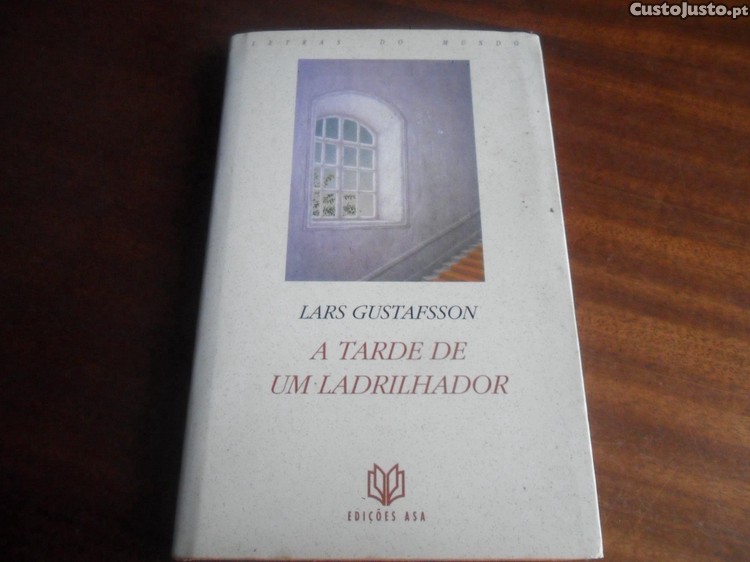 CustoJusto.pt
LETRAS DO MUNDO
LARS GUSTAFSSON
A TARDE DE
UM LADRILHADOR
EDIÇÕES ASA